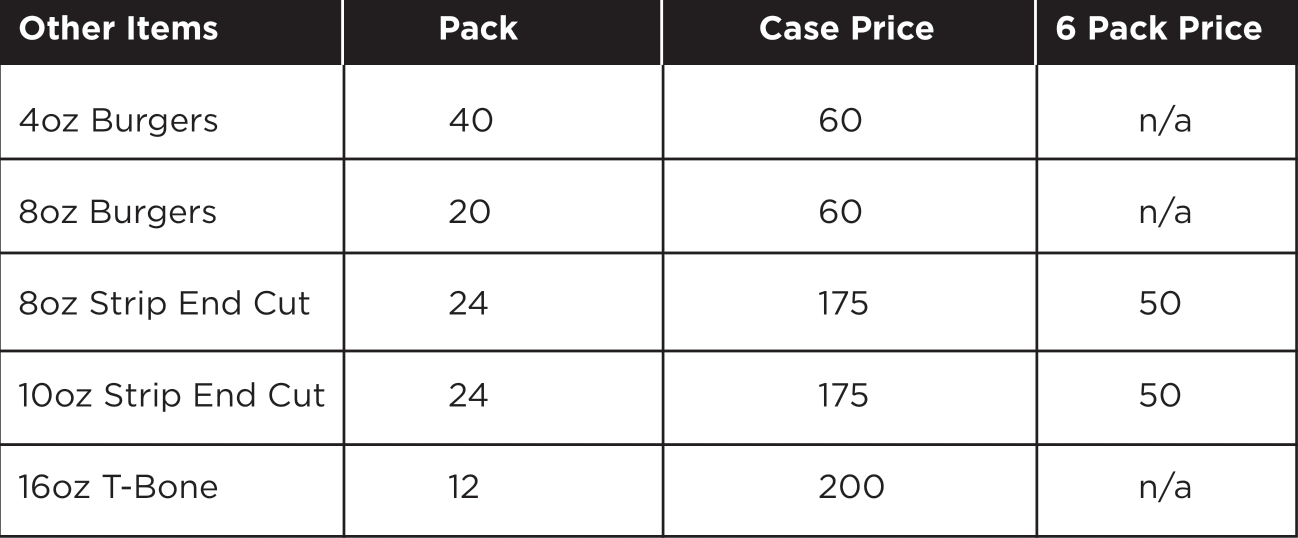 Other Items Pack Case Price 6 Pack Price
4oz Burgers 40 60 n/a
8oz Burgers 20 60 n/a
8oz Strip End Cut 24 175 50
10oz Strip End Cut 24 175 50
16oz T-Bone 12 200 n/a